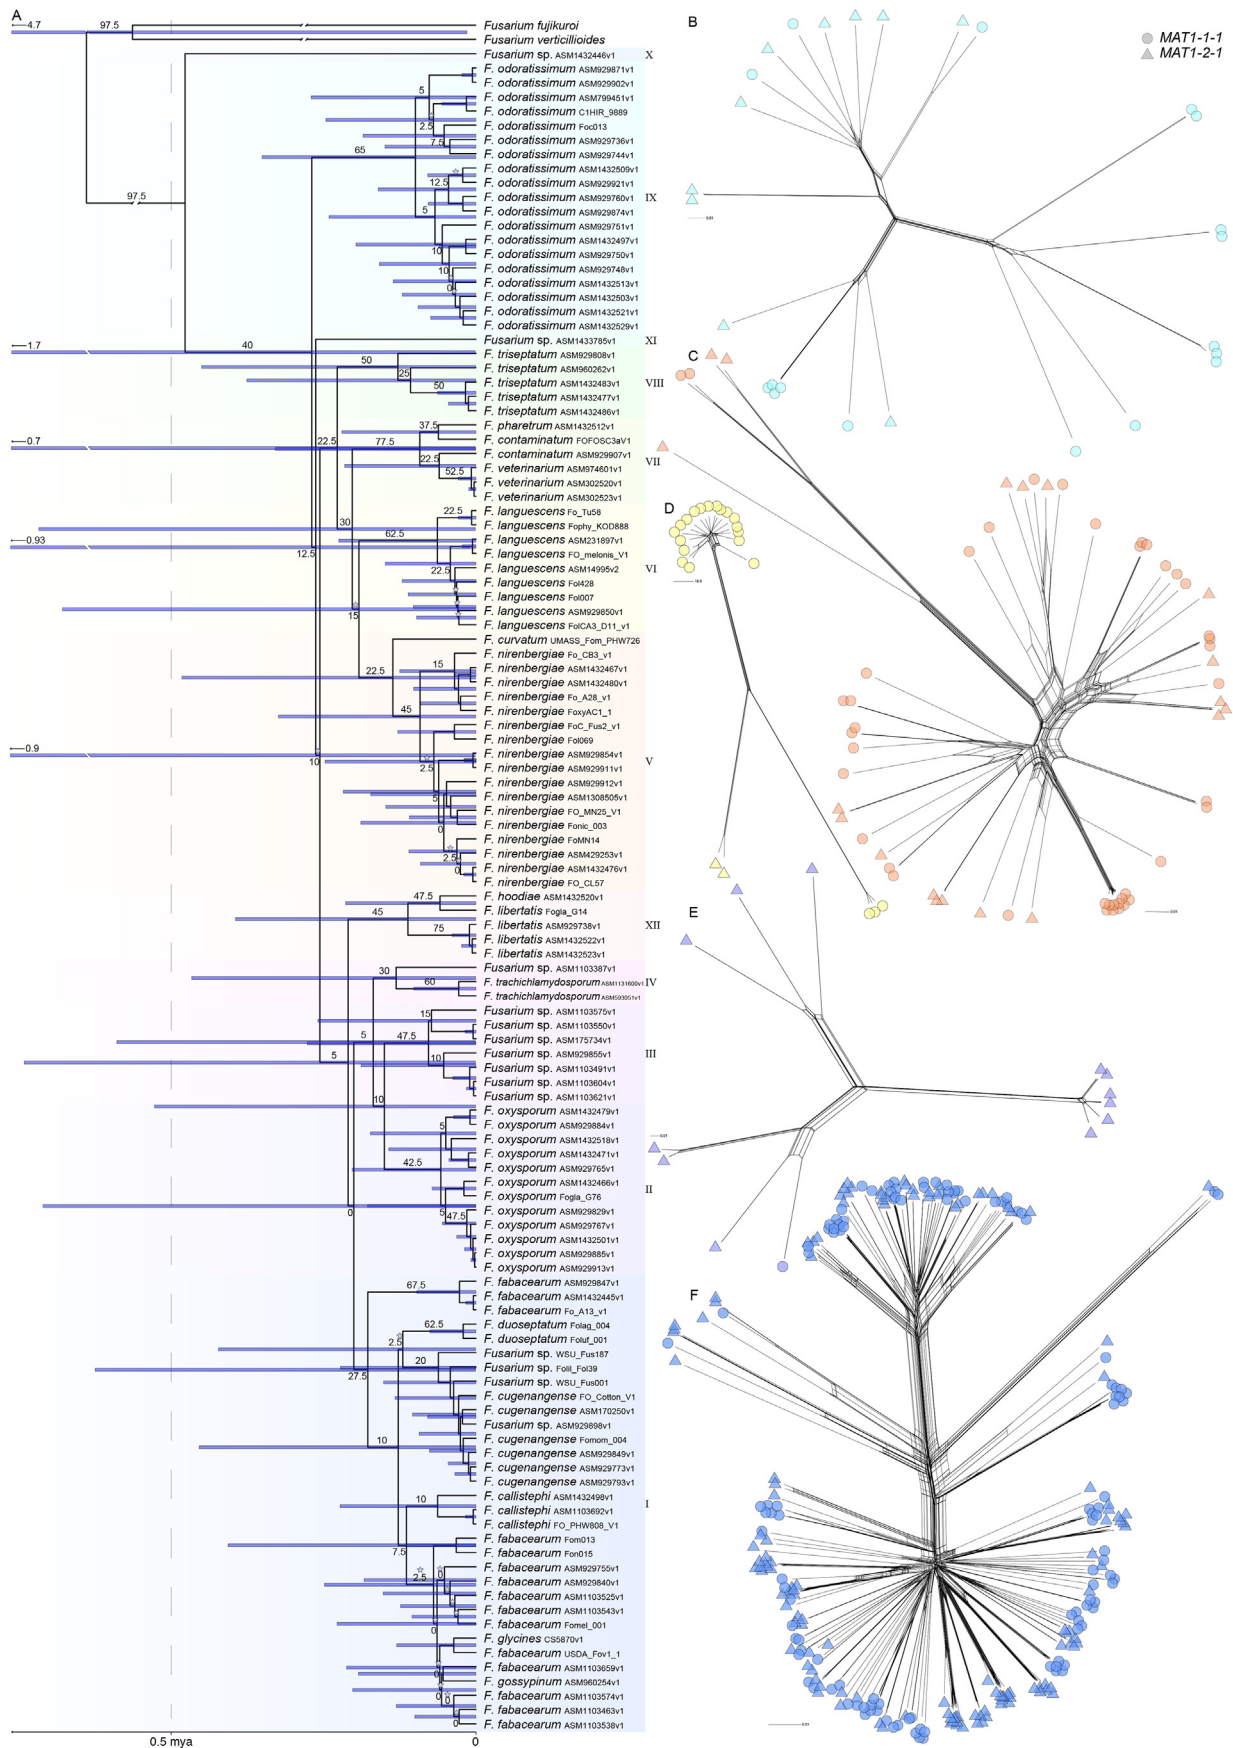 A
4.7
97.5
Fusarium fujikuroi
Fusarium verticillioides
Fusarium sp. ASM1432446v1
X
F. odoratissimum ASM929871v1
F. odoratissimum ASM929902v1
5
F. odoratissimum ASM799451v1
F. odoratissimum C1HIR_9889
2.5
F. odoratissimum Foc013
7.5
F. odoratissimum ASM929736v1
65
F. odoratissimum ASM929744v1
F. odoratissimum ASM1432509v1
12.5
F. odoratissimum ASM929921v1
97.5
F. odoratissimum ASM929760v1
IX
5
F. odoratissimum ASM929874v1
F. odoratissimum ASM929751v1
F. odoratissimum ASM1432497v1
10
F. odoratissimum ASM929750v1
10
F. odoratissimum ASM929748v1
0
F. odoratissimum ASM1432513v1
F. odoratissimum ASM1432503v1
F. odoratissimum ASM1432521v1
F. odoratissimum ASM1432529v1
1.7
40
Fusarium sp. ASM1433785v1
XI
F. triseptatum ASM929808v1
50
F. triseptatum ASM960262v1
25
F. triseptatum ASM1432483v1
VIII
50
F. triseptatum ASM1432477v1
F. triseptatum ASM1432486v1
37.5
F. pharetrum ASM1432512v1
0.7
22.5
77.5
F. contaminatum FOFOSC3aV1
22.5
F. contaminatum ASM929907v1
VII
52.5
F. veterinarium ASM974601v1
F. veterinarium ASM302520v1
F. veterinarium ASM302523v1
22.5
F. languescens Fo_Tu58
30
F. languescens Fophy_KOD888
0.93
62.5
F. languescens ASM231897v1
12.5
F. languescens FO_melonis_V1
22.5
F. languescens ASM14995v2
VI
F. languescens Fol428
F. languescens Fol007
15
F. languescens ASM929850v1
F. languescens FolCA3_D11_v1
F. curvatum UMASS_Fom_PHW726
F. nirenbergiae Fo_CB3_v1
22.5
15
F. nirenbergiae ASM1432467v1
F. nirenbergiae ASM1432480v1
F. nirenbergiae Fo_A28_v1
45
F. nirenbergiae FoxyAC1_1
F. nirenbergiae FoC_Fus2_v1
F. nirenbergiae Fol069
0.9
10
F. nirenbergiae ASM929854v1
V
2.5
F. nirenbergiae ASM929911v1
F. nirenbergiae ASM929912v1
5
F. nirenbergiae ASM1308505v1
F. nirenbergiae FO_MN25_V1
0
F. nirenbergiae Fonic_003
F. nirenbergiae FoMN14
2.5
F. nirenbergiae ASM429253v1
0
F. nirenbergiae ASM1432476v1
F. nirenbergiae FO_CL57
47.5
F. hoodiae ASM1432520v1
45
F. libertatis Fogla_G14
75
F. libertatis ASM929738v1
XII
F. libertatis ASM1432522v1
F. libertatis ASM1432523v1
30
Fusarium sp. ASM1103387v1
60
F. trachichlamydosporum ASM1131600v1
IV
F. trachichlamydosporum ASM593051v1
15
Fusarium sp. ASM1103575v1
Fusarium sp. ASM1103550v1
5
47.5
Fusarium sp. ASM175734v1
5
10
Fusarium sp. ASM929855v1
III
Fusarium sp. ASM1103491v1
Fusarium sp. ASM1103604v1
10
Fusarium sp. ASM1103621v1
F. oxysporum ASM1432479v1
5
F. oxysporum ASM929884v1
F. oxysporum ASM1432518v1
F. oxysporum ASM1432471v1
42.5
F. oxysporum ASM929765v1
F. oxysporum ASM1432466v1
II
F. oxysporum Fogla_G76
0
5
47.5
F. oxysporum ASM929829v1
F. oxysporum ASM929767v1
F. oxysporum ASM1432501v1
F. oxysporum ASM929885v1
F. oxysporum ASM929913v1
67.5
F. fabacearum ASM929847v1
F. fabacearum ASM1432445v1
F. fabacearum Fo_A13_v1
62.5
F. duoseptatum Folag_004
2.5
F. duoseptatum Foluf_001
20
Fusarium sp. WSU_Fus187
27.5
Fusarium sp. Folil_Fol39
Fusarium sp. WSU_Fus001
F. cugenangense FO_Cotton_V1
F. cugenangense ASM170250v1
Fusarium sp. ASM929898v1
10
F. cugenangense Fomom_004
F. cugenangense ASM929849v1
F. cugenangense ASM929773v1
F. cugenangense ASM929793v1
10
F. callistephi ASM1432498v1
I
F. callistephi ASM1103692v1
F. callistephi FO_PHW808_V1
7.5
F. fabacearum Fom013
F. fabacearum Fon015
2.5
0
F. fabacearum ASM929755v1
F. fabacearum ASM929840v1
F. fabacearum ASM1103525v1
F. fabacearum ASM1103543v1
0
F. fabacearum Fomel_001
F. glycines CS5870v1
F. fabacearum USDA_Fov1_1
0
F. fabacearum ASM1103659v1
F. gossypinum ASM960254v1
0
0
F. fabacearum ASM1103574v1
F. fabacearum ASM1103463v1
0
F. fabacearum ASM1103538v1
0.5 mya
0
B
MAT1-1-1
MAT1-2-1
0.01
C
0.01
D
E
0.01
F
0.01